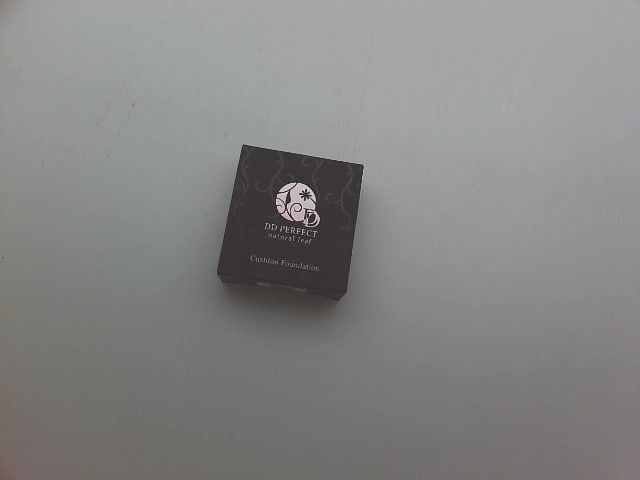 DD PERFECT
natural leaf
Cushion Foundation